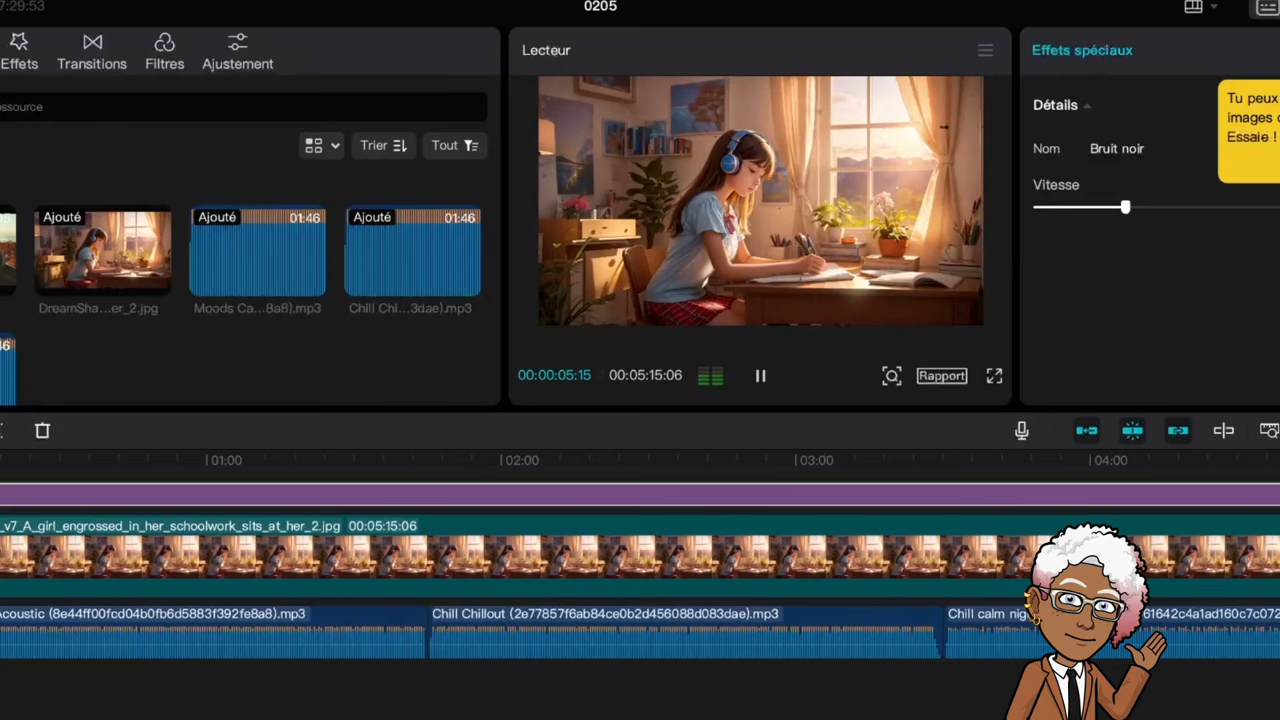 7:29:53
0205
Effets
Transitions
Filtres
Ajustement
Lecteur
Effets spéciaux
essource
Détails
Tu peux
images
Essaie !
Trier
Tout
Nom
Bruit noir
Vitesse
Ajouté
Ajouté
01:46
Ajouté
01:46
DreamSha...er_2.jpg
Moods Ca...8a8).mp3
Chill Chi...3dae).mp3
00:00:05:15
00:05:15:06
Rapport
01:00
02:00
03:00
04:00
_v7_A_girl_engrossed_in_her_schoolwork_sits_at_her_2.jpg 00:05:15:06
Acoustic (8e44ff00fcd04b0fb6d5883f392fe8a8).mp3
Chill Chillout (2e77857f6ab84ce0b2d456088d083dae).mp3
Chill calm nig
61642c4a1ad160c7c072